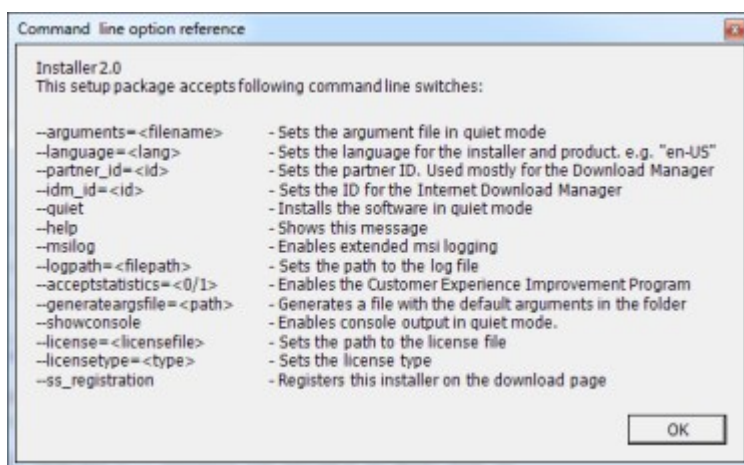 Command line option reference
Installer 2.0
This setup package accepts following command line switches:
--arguments=<filename> - Sets the argument file in quiet mode
--language=<lang> - Sets the language for the installer and product. e.g. "en-US"
--partner_id=<id> - Sets the partner ID. Used mostly for the Download Manager
--idm_id=<id> - Sets the ID for the Internet Download Manager
--quiet - Installs the software in quiet mode
--help - Shows this message
--msilog - Enables extended msi logging
--logpath=<filepath> - Sets the path to the log file
--acceptstatistics=<0/1> - Enables the Customer Experience Improvement Program
--generateargsfile=<path> - Generates a file with the default arguments in the folder
--showconsole - Enables console output in quiet mode.
--license=<licensefile> - Sets the path to the license file
--licensetype=<type> - Sets the license type
--ss_registration - Registers this installer on the download page
OK